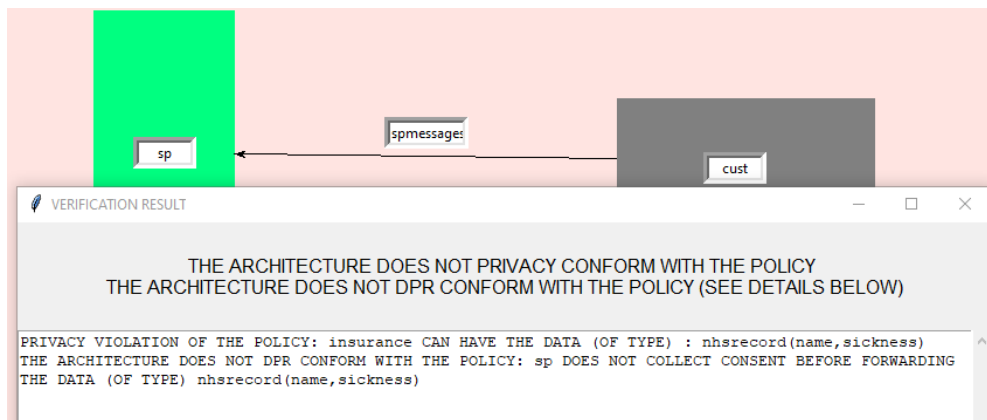 spmessages
sp
cust
VERIFICATION RESULT
THE ARCHITECTURE DOES NOT PRIVACY CONFORM WITH THE POLICY
THE ARCHITECTURE DOES NOT DPR CONFORM WITH THE POLICY (SEE DETAILS BELOW)
PRIVACY VIOLATION OF THE POLICY: insurance CAN HAVE THE DATA (OF TYPE) : nhsrecord(name,sickness)
THE ARCHITECTURE DOES NOT DPR CONFORM WITH THE POLICY: sp DOES NOT COLLECT CONSENT BEFORE FORWARDING
THE DATA (OF TYPE) nhsrecord(name,sickness)